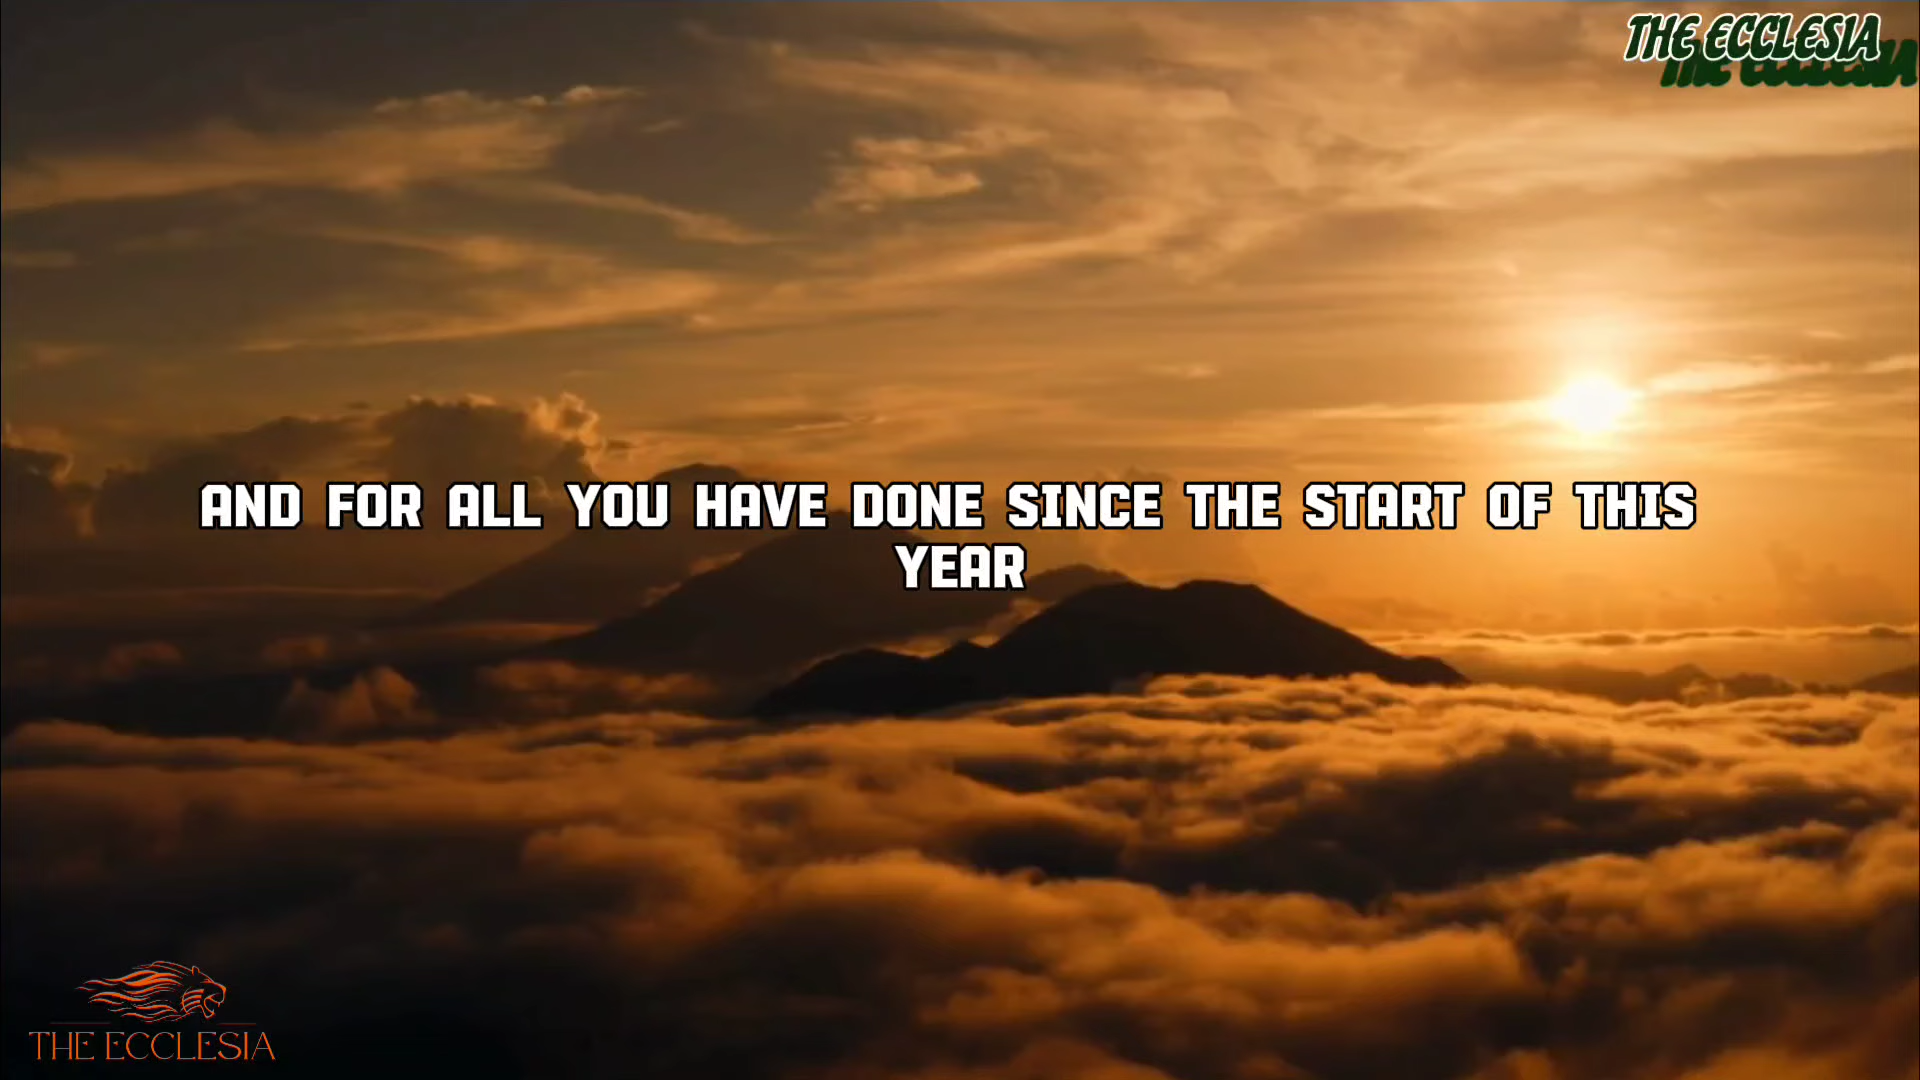 THE ECCLESIA
AND FOR ALL YOU HAVE DONE SINCE THE START OF THIS
YEAR
THE ECCLESIA